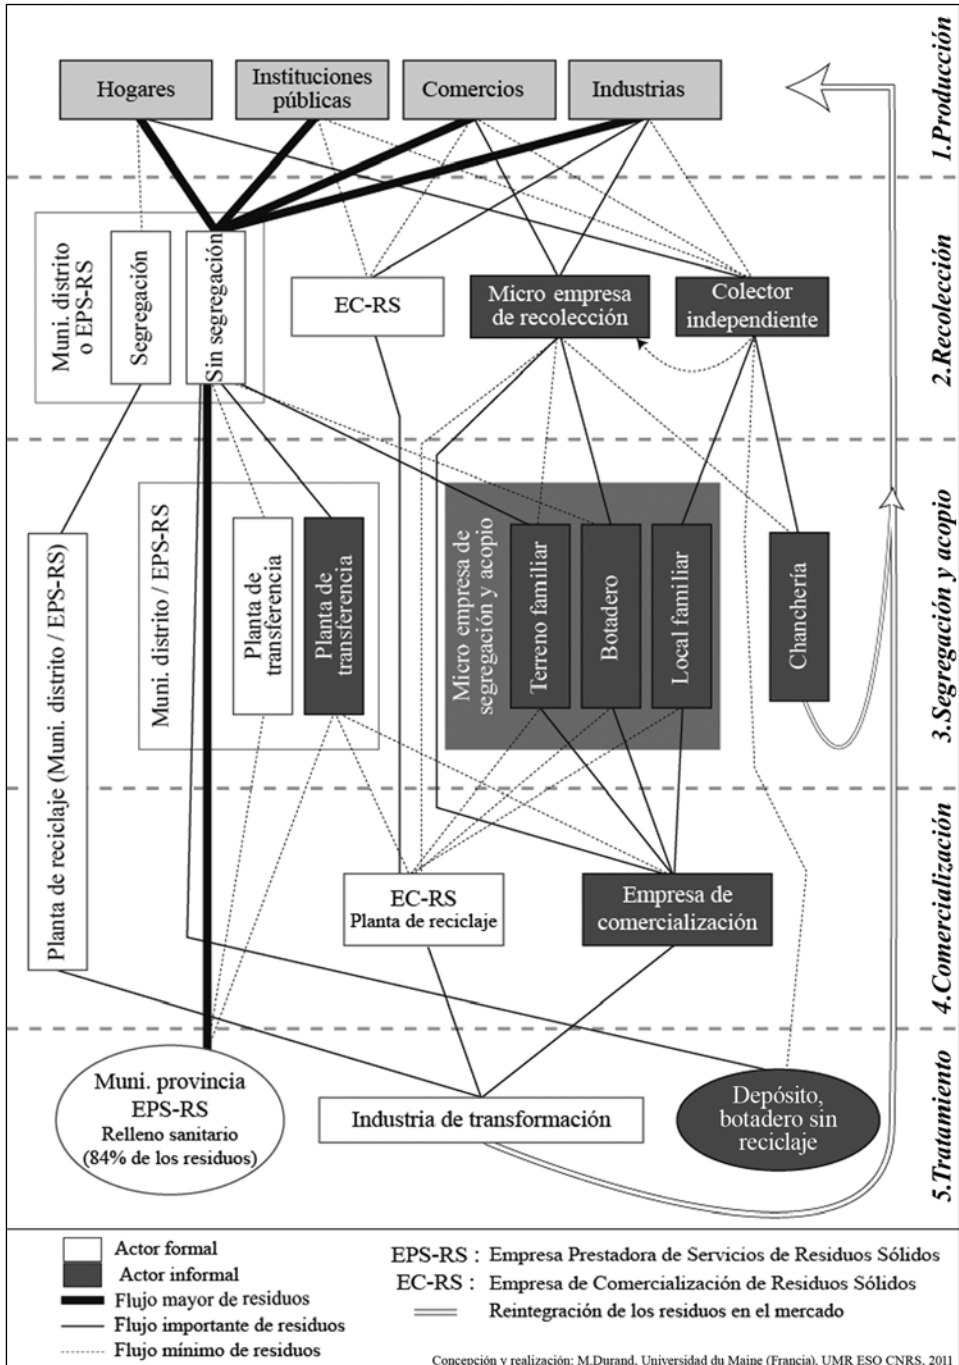 Hogares
Instituciones
públicas
Comercios
Industrias
1.Producción
Muni. distrito
o EPS-RS
Segregación
Sin segregación
EC-RS
Micro empresa
de recolección
Colector
independiente
2.Recolección
Planta de reciclaje (Muni. distrito / EPS-RS)
Muni. distrito / EPS-RS
Planta de
transferencia
Planta de
transferencia
Micro empresa de
segregación y acopio
Terreno familiar
Botadero
Local familiar
Chanchería
3.Segregación y acopio
EC-RS
Planta de reciclaje
Empresa de
comercialización
4.Comercialización
Muni. provincia
EPS-RS
Relleno sanitario
(84% de los residuos)
Industria de transformación
Depósito,
botadero sin
reciclaje
5.Tratamiento
Actor formal
Actor informal
Flujo mayor de residuos
Flujo importante de residuos
Flujo mínimo de residuos
EPS-RS : Empresa Prestadora de Servicios de Residuos Sólidos
EC-RS : Empresa de Comercialización de Residuos Sólidos
Reintegración de los residuos en el mercado
Concepción y realización: M.Durand, Universidad du Maine (Francia), UMR ESO CNRS, 2011